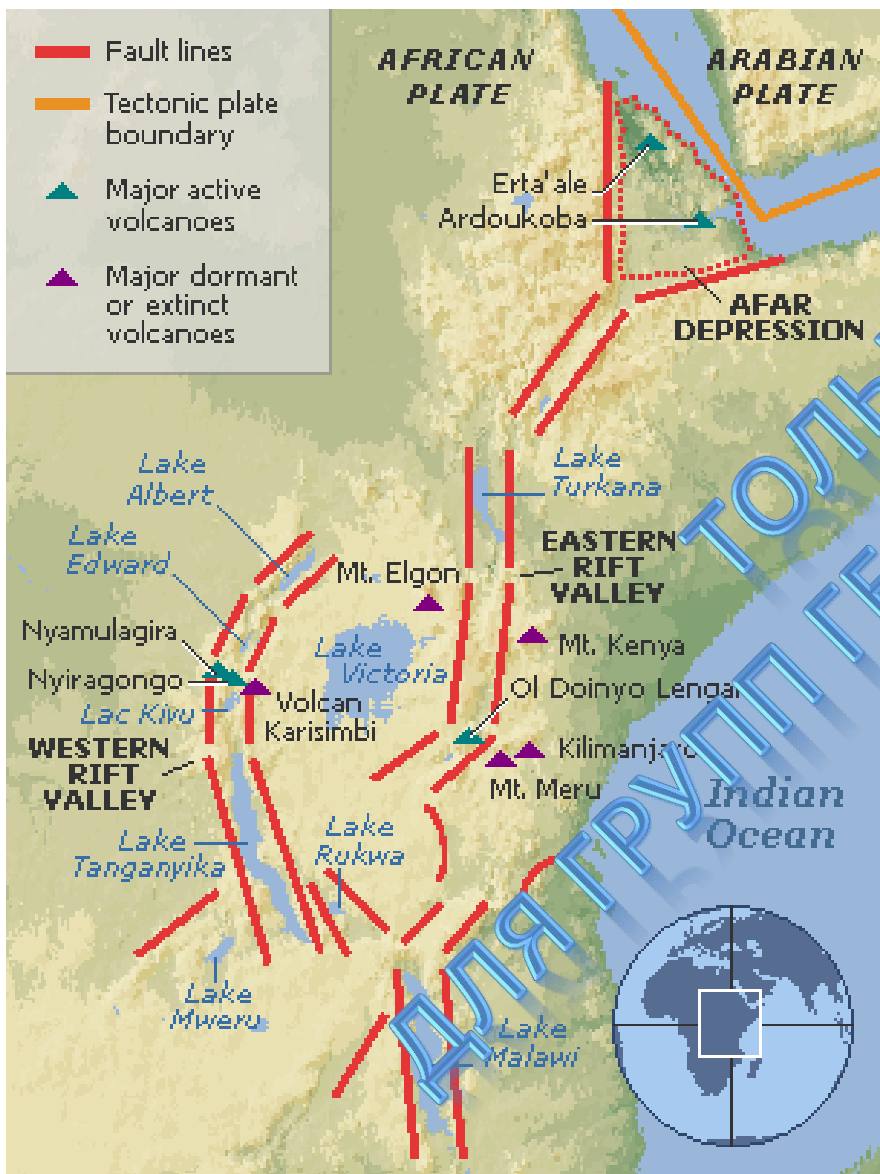 Fault lines
Tectonic plate
boundary
Major active
volcanoes
Major dormant
or extinct
volcanoes
AFRICAN
PLATE
ARABIAN
PLATE
Erta'ale
Ardoukoba
AFAR
DEPRESSION
Lake
Albert
Lake
Turkana
Lake
Edward
EASTERN
RIFT
VALLEY
Mt. Elgon
Nyamulagira
Mt. Kenya
Lake
Victoria
Nyiragongo
Ol Doinyo Lengai
Lac Kivu
Volcan
Karisimbi
WESTERN
RIFT
VALLEY
Kilimanjaro
Mt. Meru
Indian
Ocean
Lake
Rukwa
Lake
Tanganyika
Lake
Mweru
Lake
Malawi
ДЛЯ ГРУПП